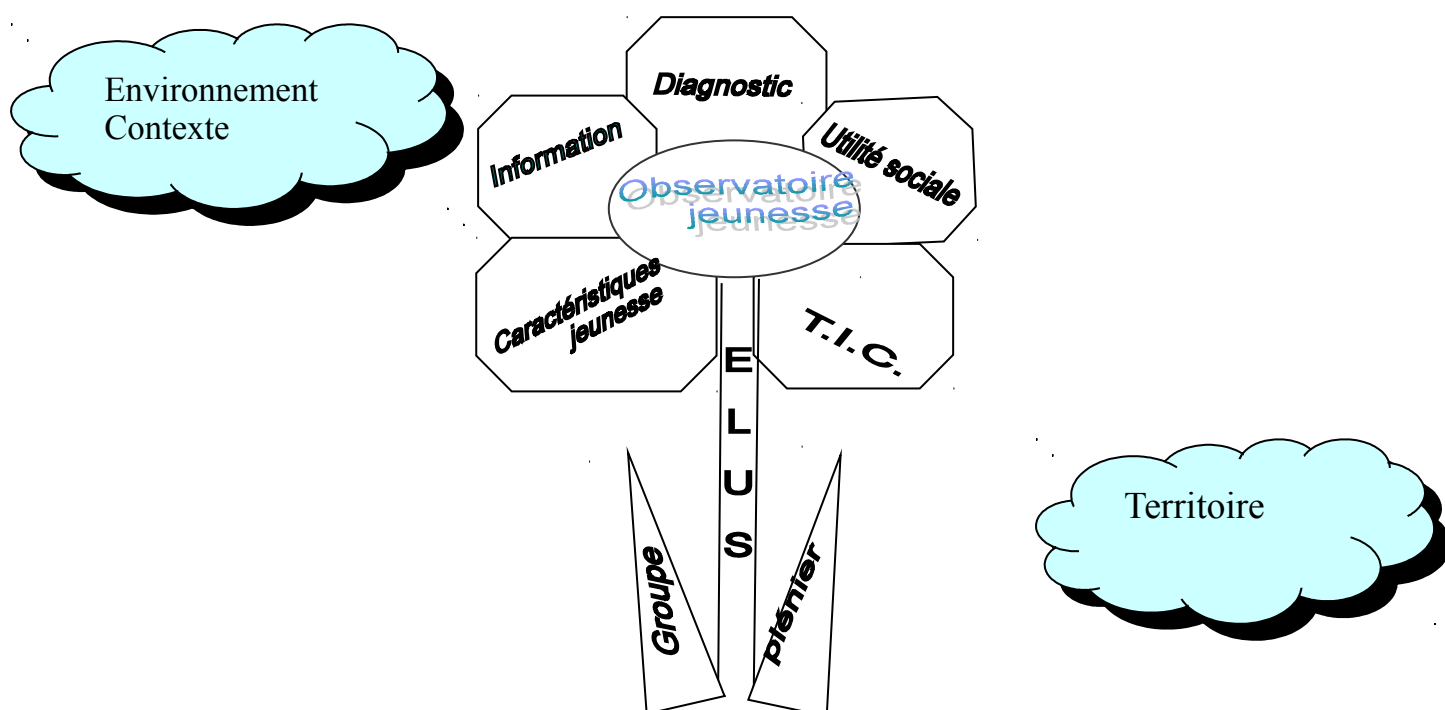 Environnement
Contexte
Diagnostic
Information
Utilité sociale
Observatoire
jeunesse
Caractéristiques
jeunesse
T.I.C.
E
L
U
S
Territoire
Groupe
plénier